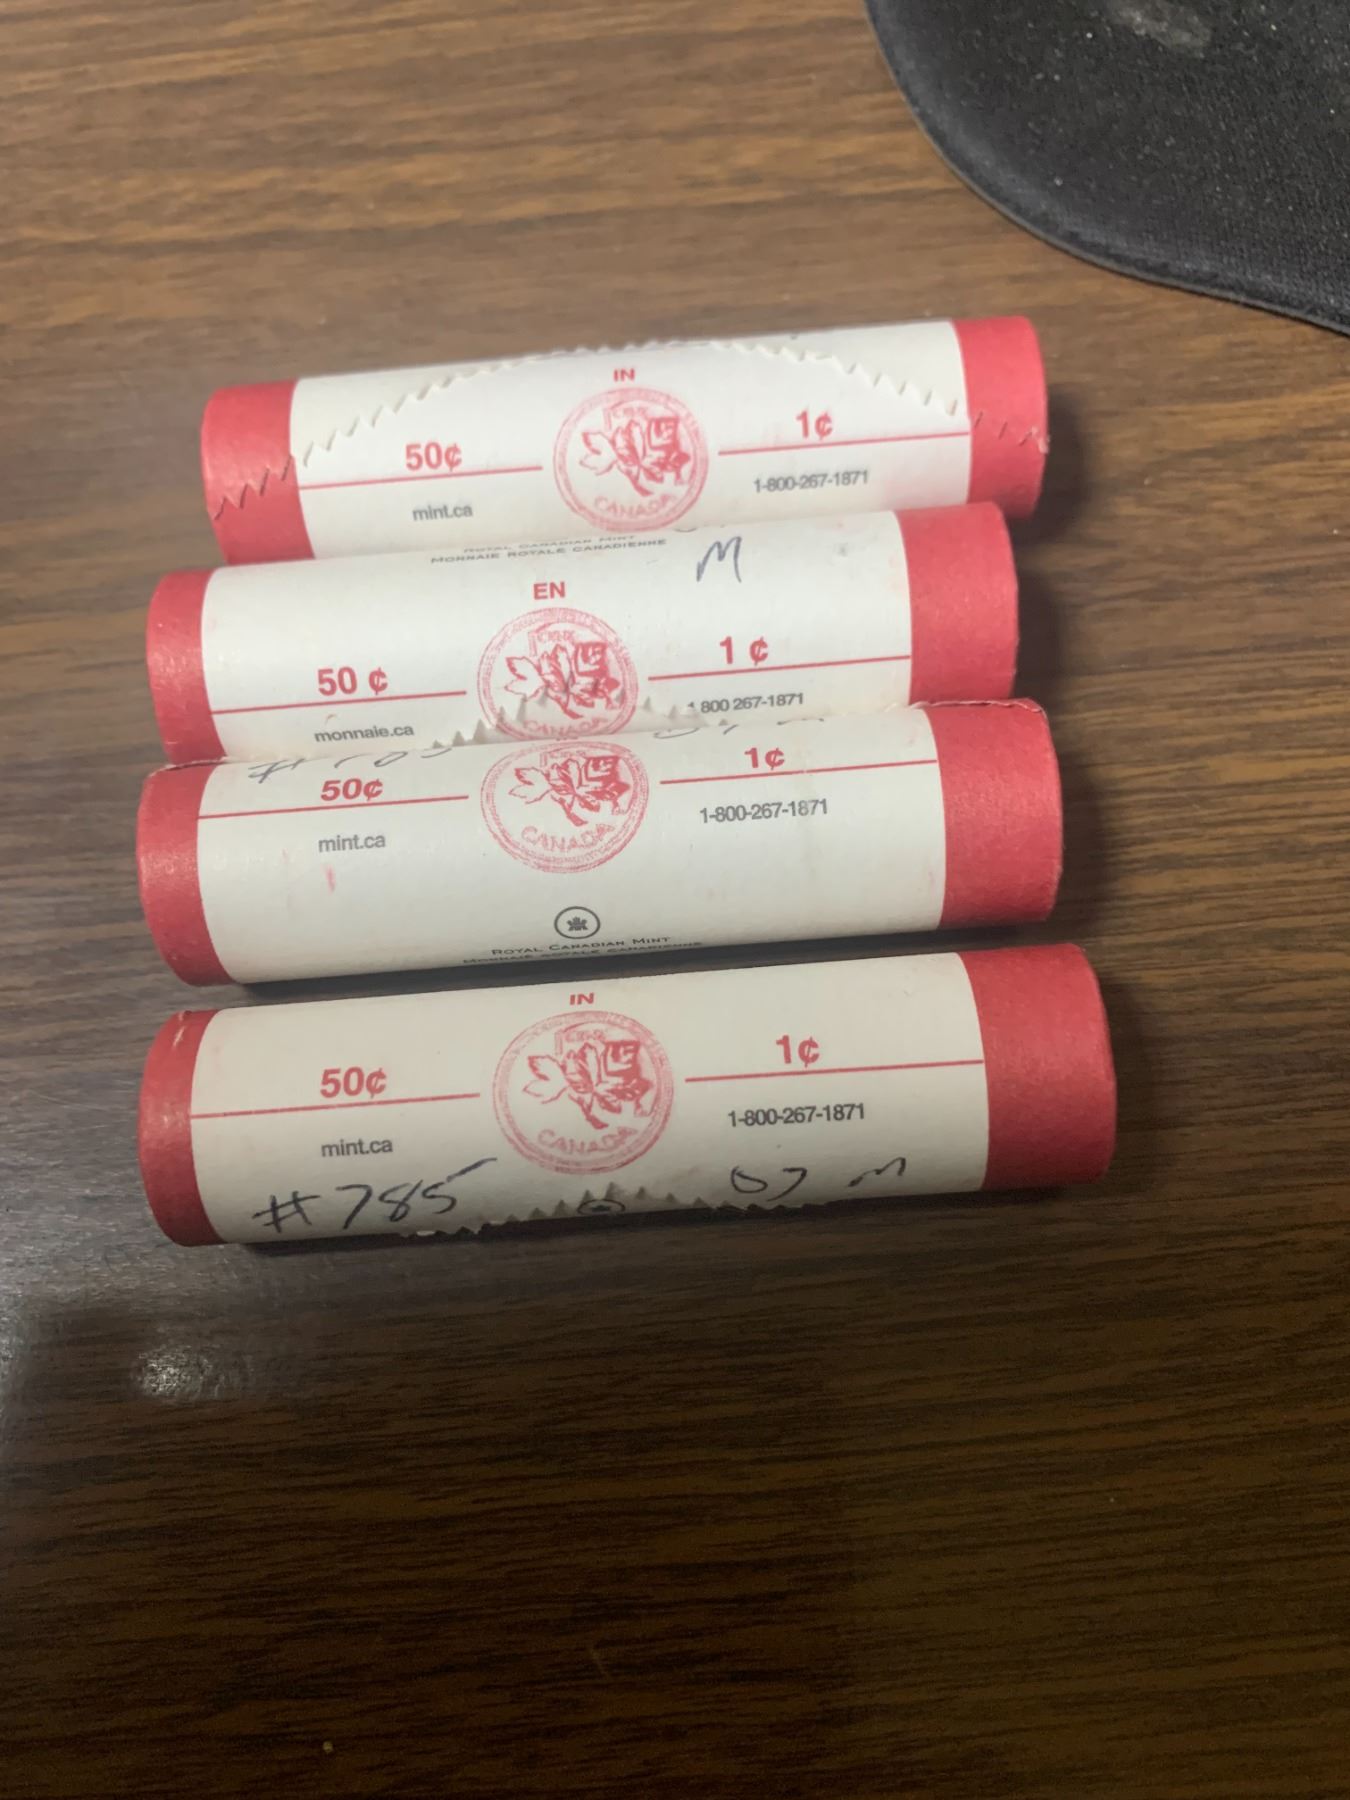 IN
50¢ 1¢
mint.ca CANADA 1-800-267-1871
ROYAL CANADIAN MINT
MONNAIE ROYALE CANADIENNE
M
EN
50 ¢ 1 ¢
monnaie.ca CANADA 1 800 267-1871
50¢ 1¢
mint.ca CANADA 1-800-267-1871
ROYAL CANADIAN MINT
MONNAIE ROYALE CANADIENNE
IN
50¢ 1¢
mint.ca CANADA 1-800-267-1871
#785 07 M